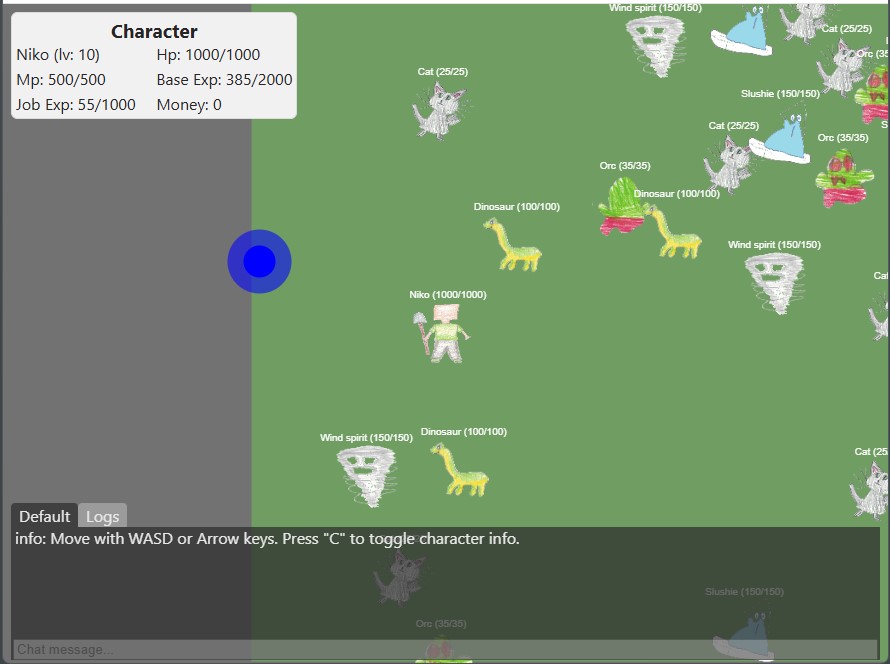 Wind spirit (150/150)
Character
Niko (lv: 10) Hp: 1000/1000
Mp: 500/500 Base Exp: 385/2000
Job Exp: 55/1000 Money: 0
Cat (25/25)
Cat (25/25)
Orc (35
Slushie (150/150)
S
Cat (25/25)
Orc (35/35)
Orc (35/35)
Dinosaur (100/100)
Dinosaur (100/100)
Wind spirit (150/150)
Cat
Niko (1000/1000)
Dinosaur (100/100)
Wind spirit (150/150)
Cat (25
Default Logs
info: Move with WASD or Arrow keys. Press "C" to toggle character info.
Slushie (150/150)
Orc (35/35)
Chat message...